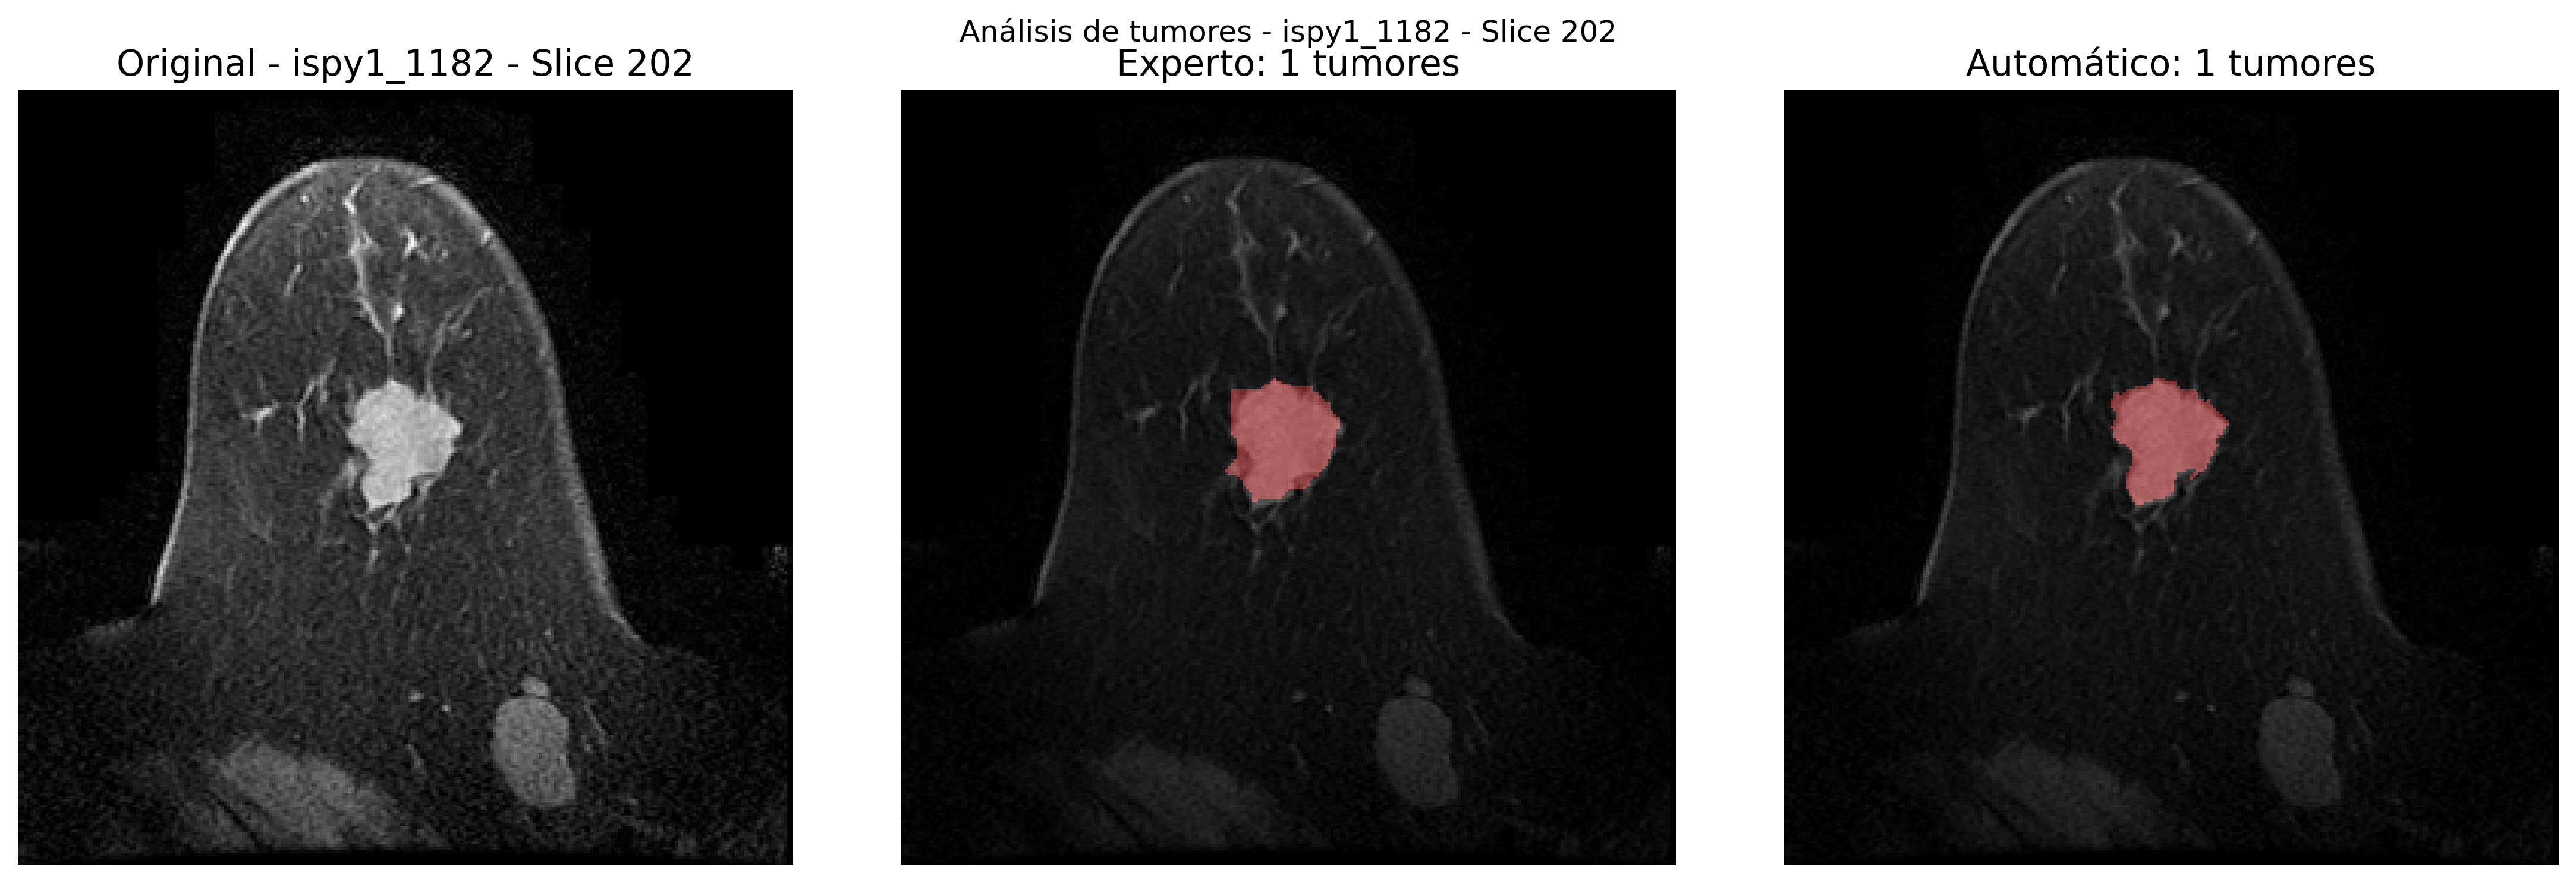 Análisis de tumores - ispy1_1182 - Slice 202
Original - ispy1_1182 - Slice 202
Experto: 1 tumores
Automático: 1 tumores